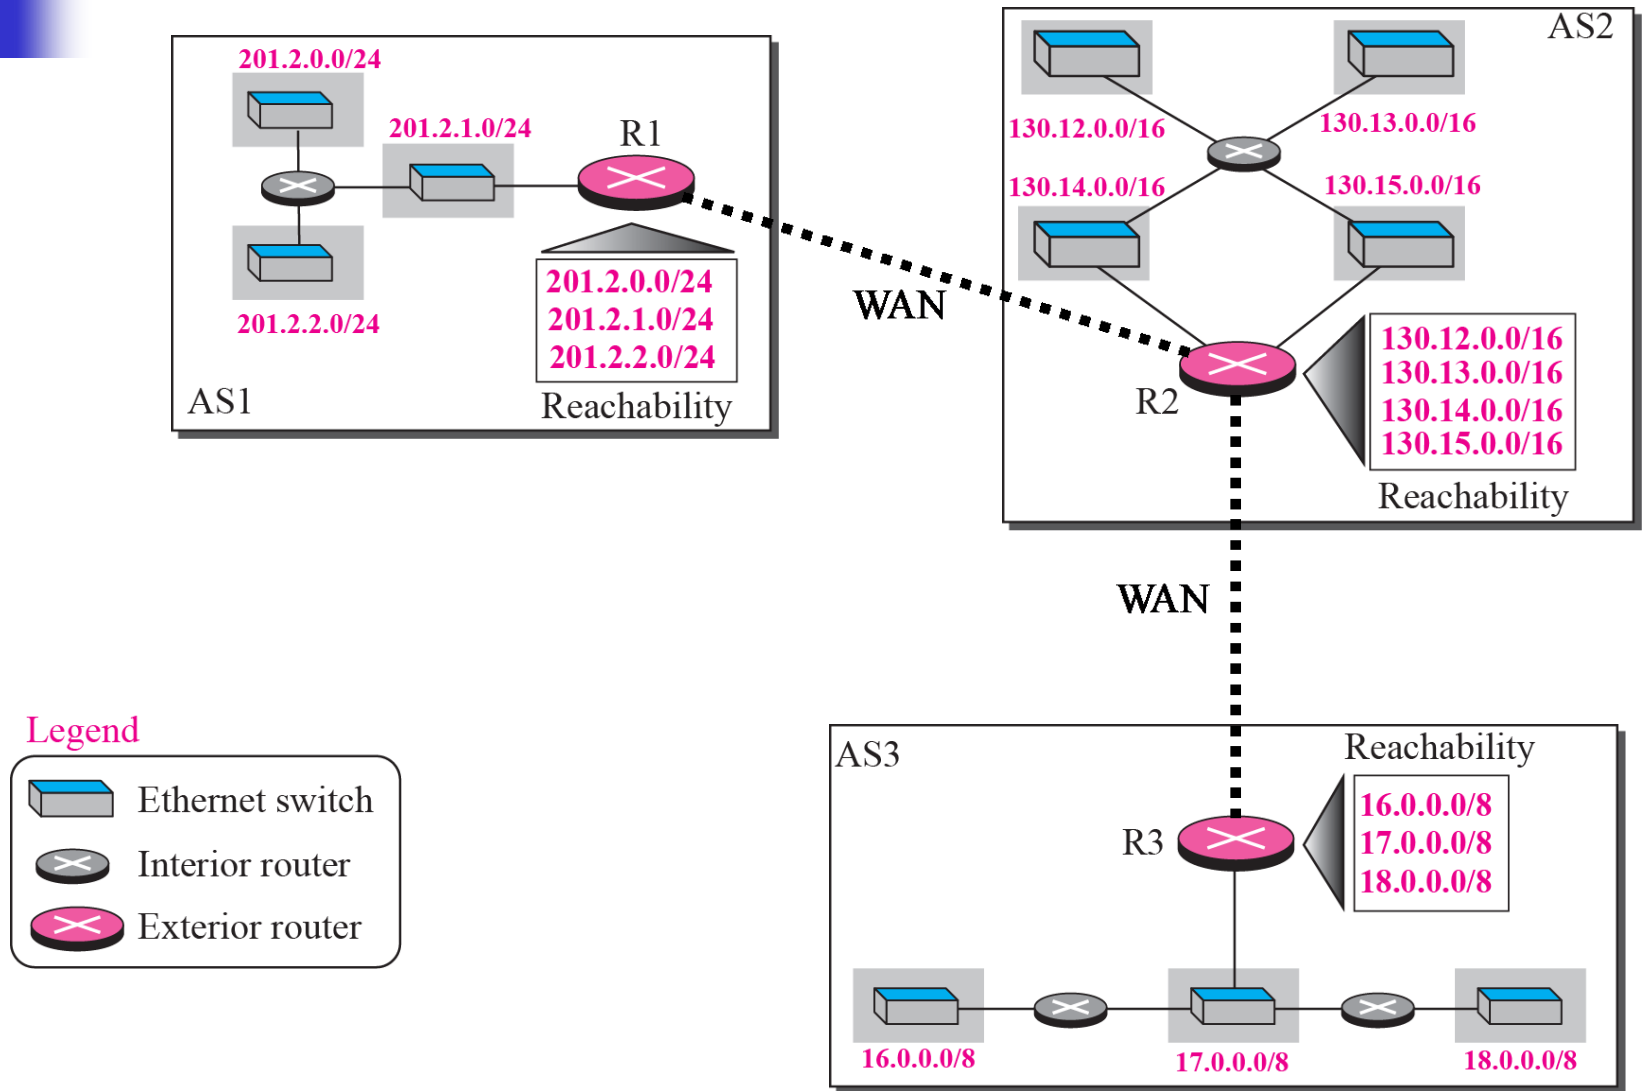 201.2.0.0/24
201.2.1.0/24
R1
201.2.2.0/24
201.2.0.0/24
201.2.1.0/24
201.2.2.0/24
Reachability
AS1
WAN
AS2
130.12.0.0/16
130.13.0.0/16
130.14.0.0/16
130.15.0.0/16
R2
130.12.0.0/16
130.13.0.0/16
130.14.0.0/16
130.15.0.0/16
Reachability
WAN
Legend
Ethernet switch
Interior router
Exterior router
AS3
Reachability
R3
16.0.0.0/8
17.0.0.0/8
18.0.0.0/8
16.0.0.0/8
17.0.0.0/8
18.0.0.0/8